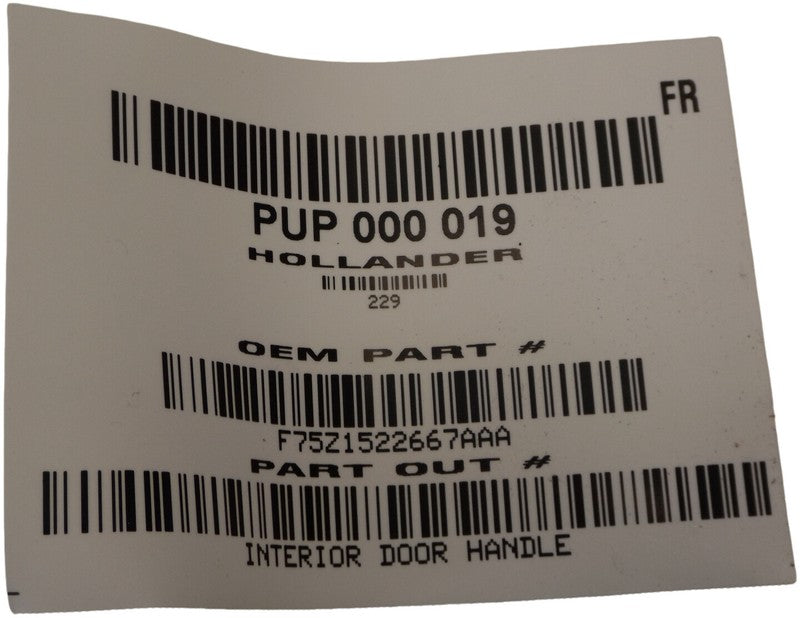 FR
PUP 000 019
HOLLANDER
229
OEM PART #
F75Z1522667AAA
PART OUT #
INTERIOR DOOR HANDLE